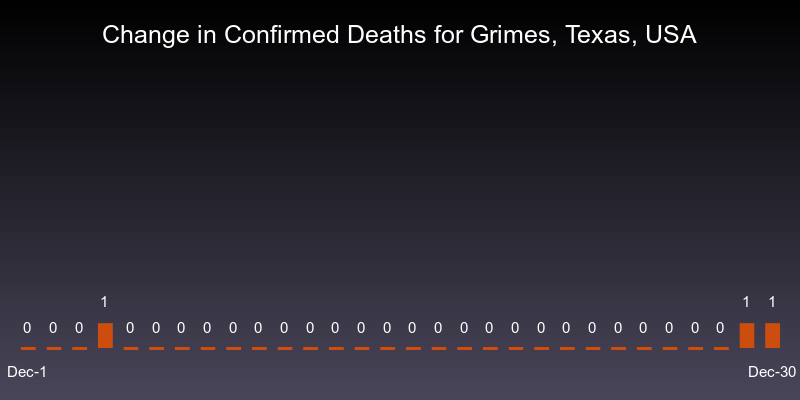 Change in Confirmed Deaths for Grimes, Texas, USA
1 1 1
0 0 0 0 0 0 0 0 0 0 0 0 0 0 0 0 0 0 0 0 0 0 0 0 0 0 0
Dec-1 Dec-30